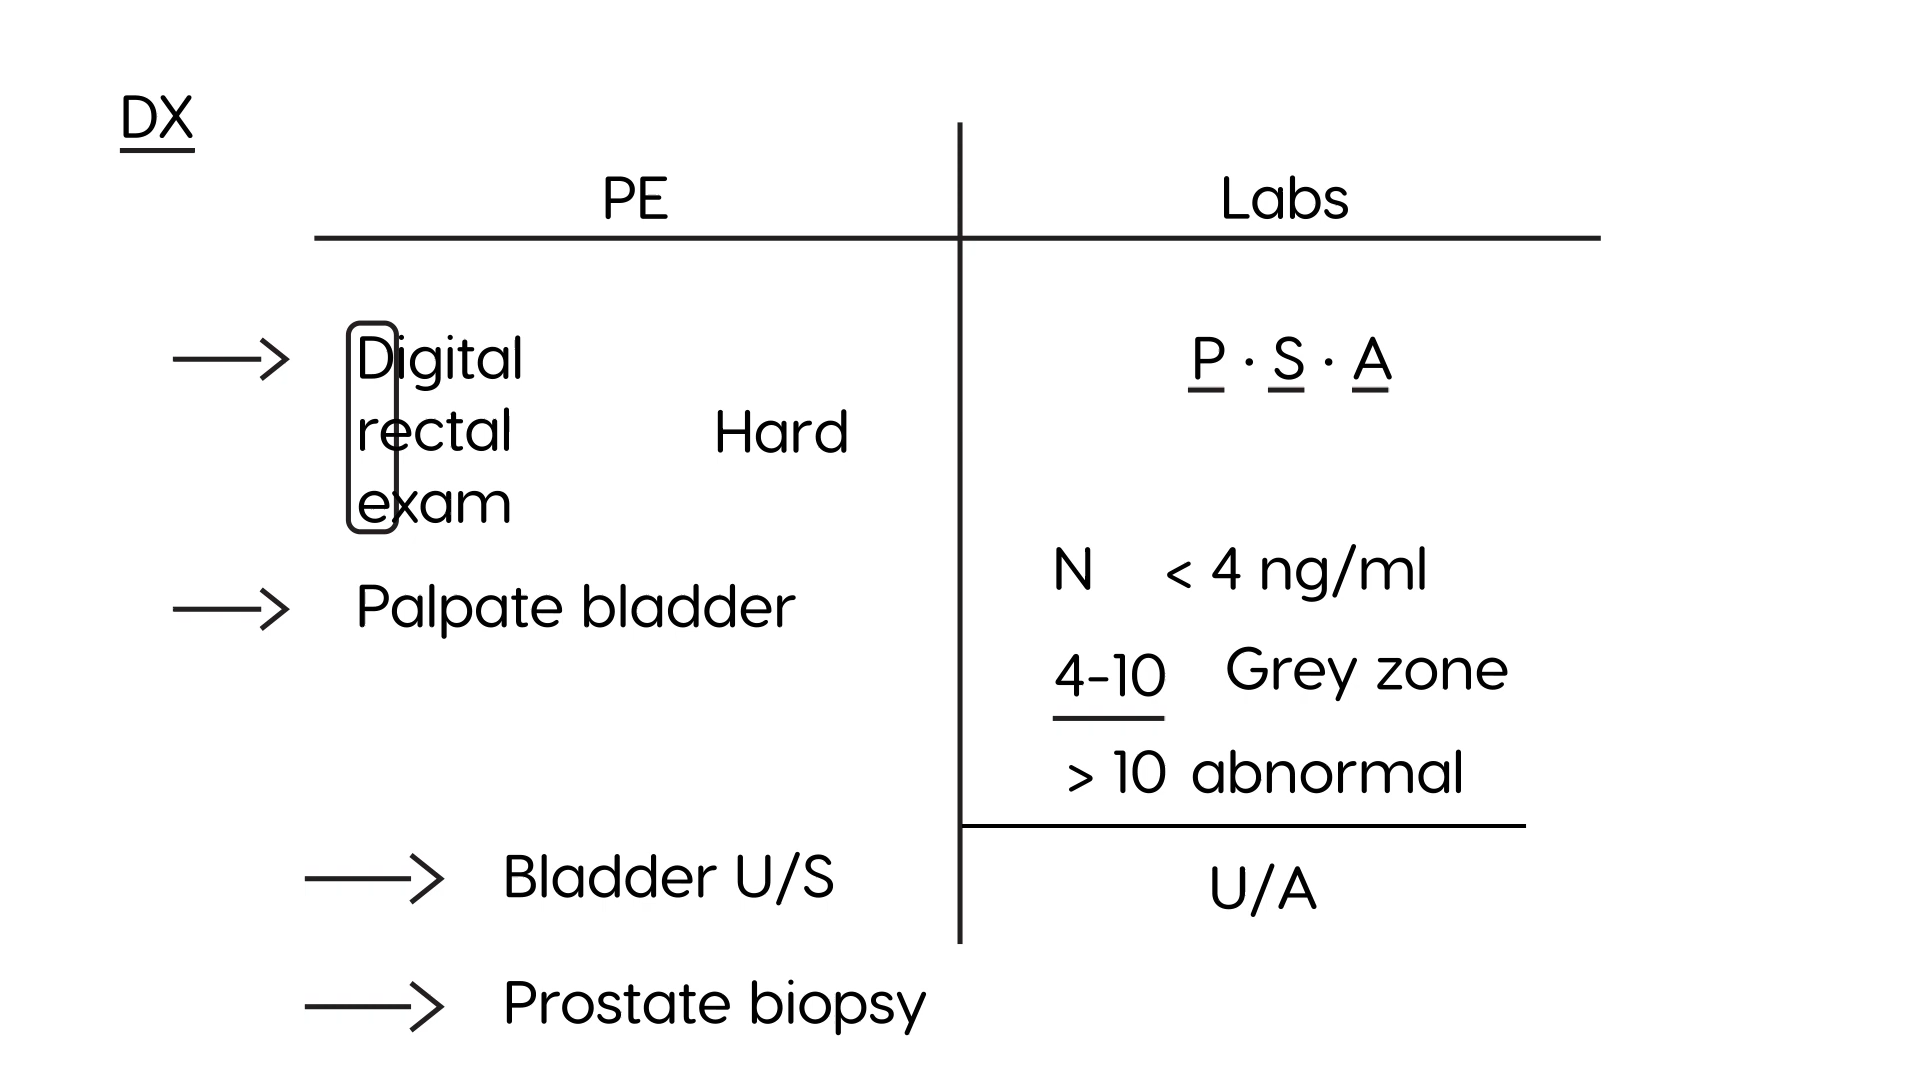 DX
PE
Labs
Digital
rectal
exam
Hard
Palpate bladder
P · S · A
N < 4 ng/ml
4-10 Grey zone
> 10 abnormal
U/A
Bladder U/S
Prostate biopsy